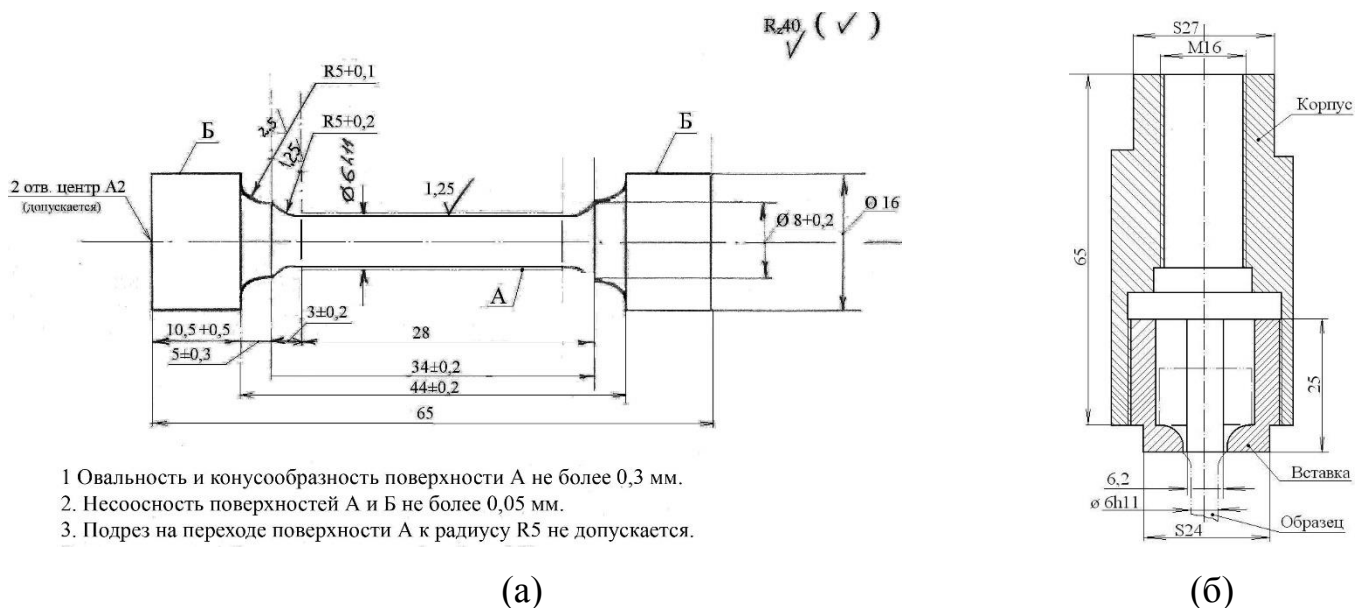 R_z40 ( √ )
R5+0,1
2,5
R5+0,2
1,25
Ø 6 h11
Б
Б
2 отв. центр А2
(допускается)
1,25
Ø 8+0,2
Ø 16
А
10,5 +0,5
5±0,3
3±0,2
28
34±0,2
44±0,2
65
1 Овальность и конусообразность поверхности А не более 0,3 мм.
2. Несоосность поверхностей А и Б не более 0,05 мм.
3. Подрез на переходе поверхности А к радиусу R5 не допускается.
(а)
S27
M16
Корпус
65
25
Вставка
6,2
ø 6h11
Образец
S24
(б)